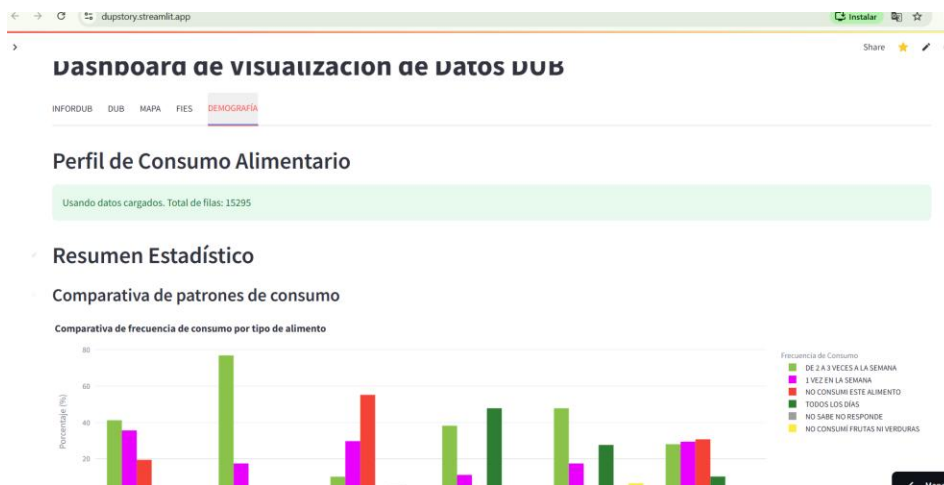 dupstory.streamlit.app
Instalar
Share
Dashboard de Visualización de Datos DUB
INFORDUB DUB MAPA FIES DEMOGRAFÍA
Perfil de Consumo Alimentario
Usando datos cargados. Total de filas: 15295
Resumen Estadístico
Comparativa de patrones de consumo
Comparativa de frecuencia de consumo por tipo de alimento
Frecuencia de Consumo
DE 2 A 3 VECES A LA SEMANA
1 VEZ EN LA SEMANA
NO CONSUMI ESTE ALIMENTO
TODOS LOS DÍAS
NO SABE NO RESPONDE
NO CONSUMÍ FRUTAS NI VERDURAS
Porcentaje (%)
80
60
40
20